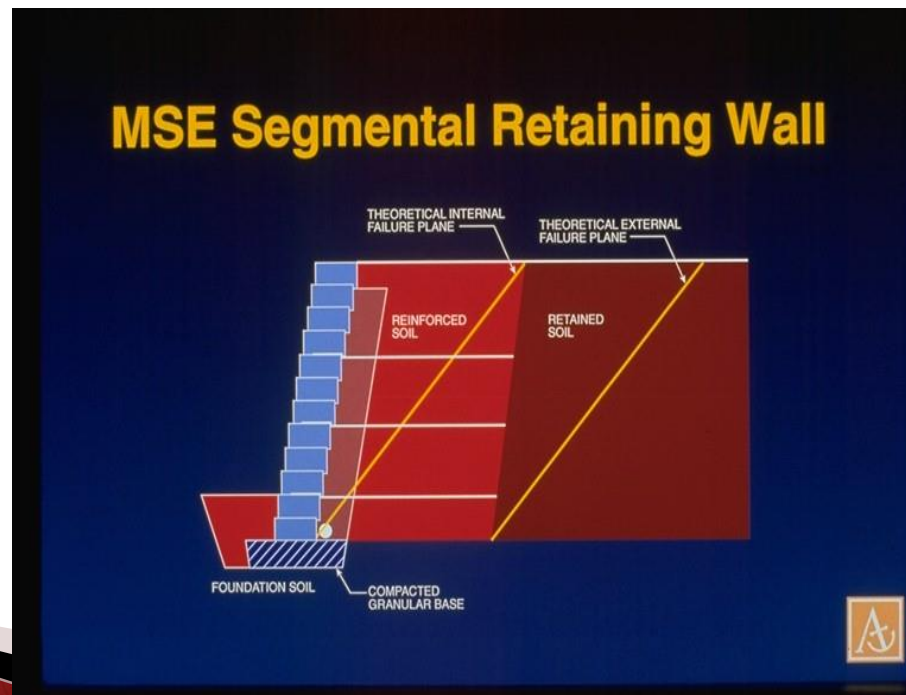 MSE Segmental Retaining Wall
THEORETICAL INTERNAL
FAILURE PLANE
THEORETICAL EXTERNAL
FAILURE PLANE
REINFORCED
SOIL
RETAINED
SOIL
FOUNDATION SOIL
COMPACTED
GRANULAR BASE